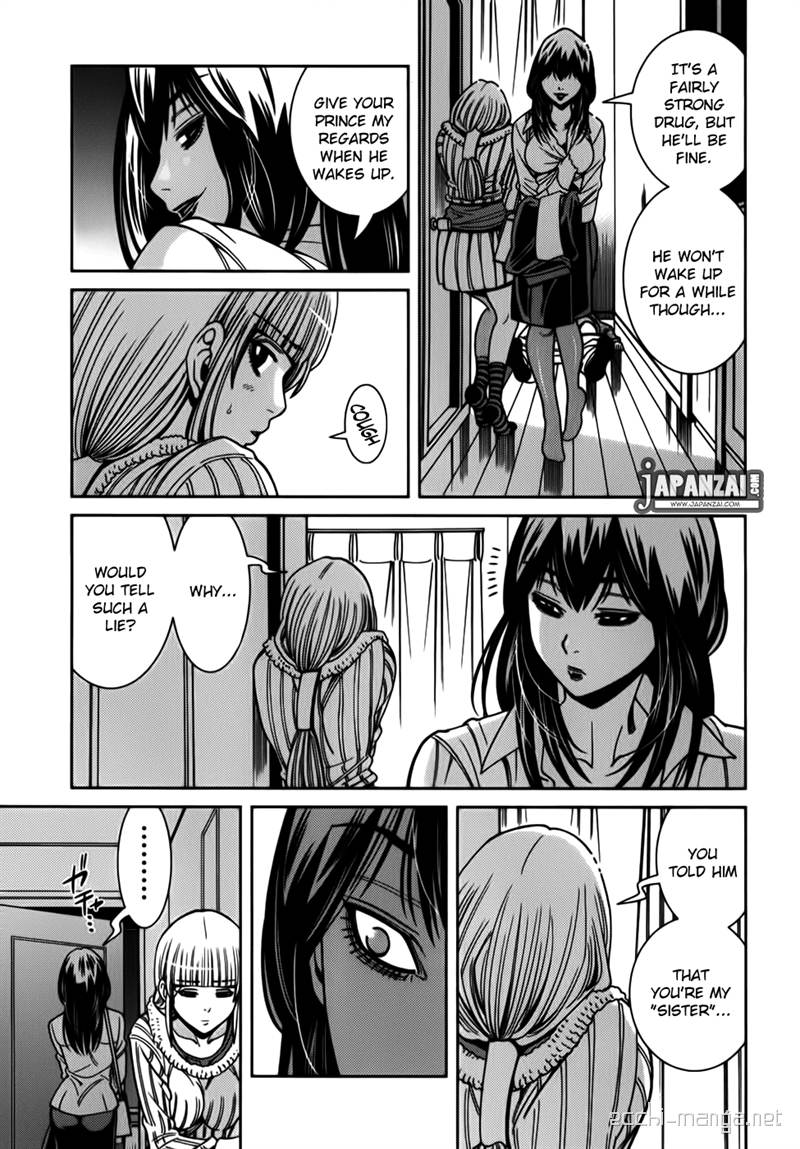 IT'S A
FAIRLY
STRONG
DRUG, BUT
HE'LL BE
FINE.
HE WON'T
WAKE UP
FOR A WHILE
THOUGH...
GIVE YOUR
PRINCE MY
REGARDS
WHEN HE
WAKES UP.
COUGH
JAPANZAI.COM
WWW.JAPANZAI.COM
WHY...
WOULD
YOU TELL
SUCH A
LIE?
YOU
TOLD HIM
THAT
YOU'RE MY
"SISTER"...
.........
ガチャ…
ecchi-manga.net